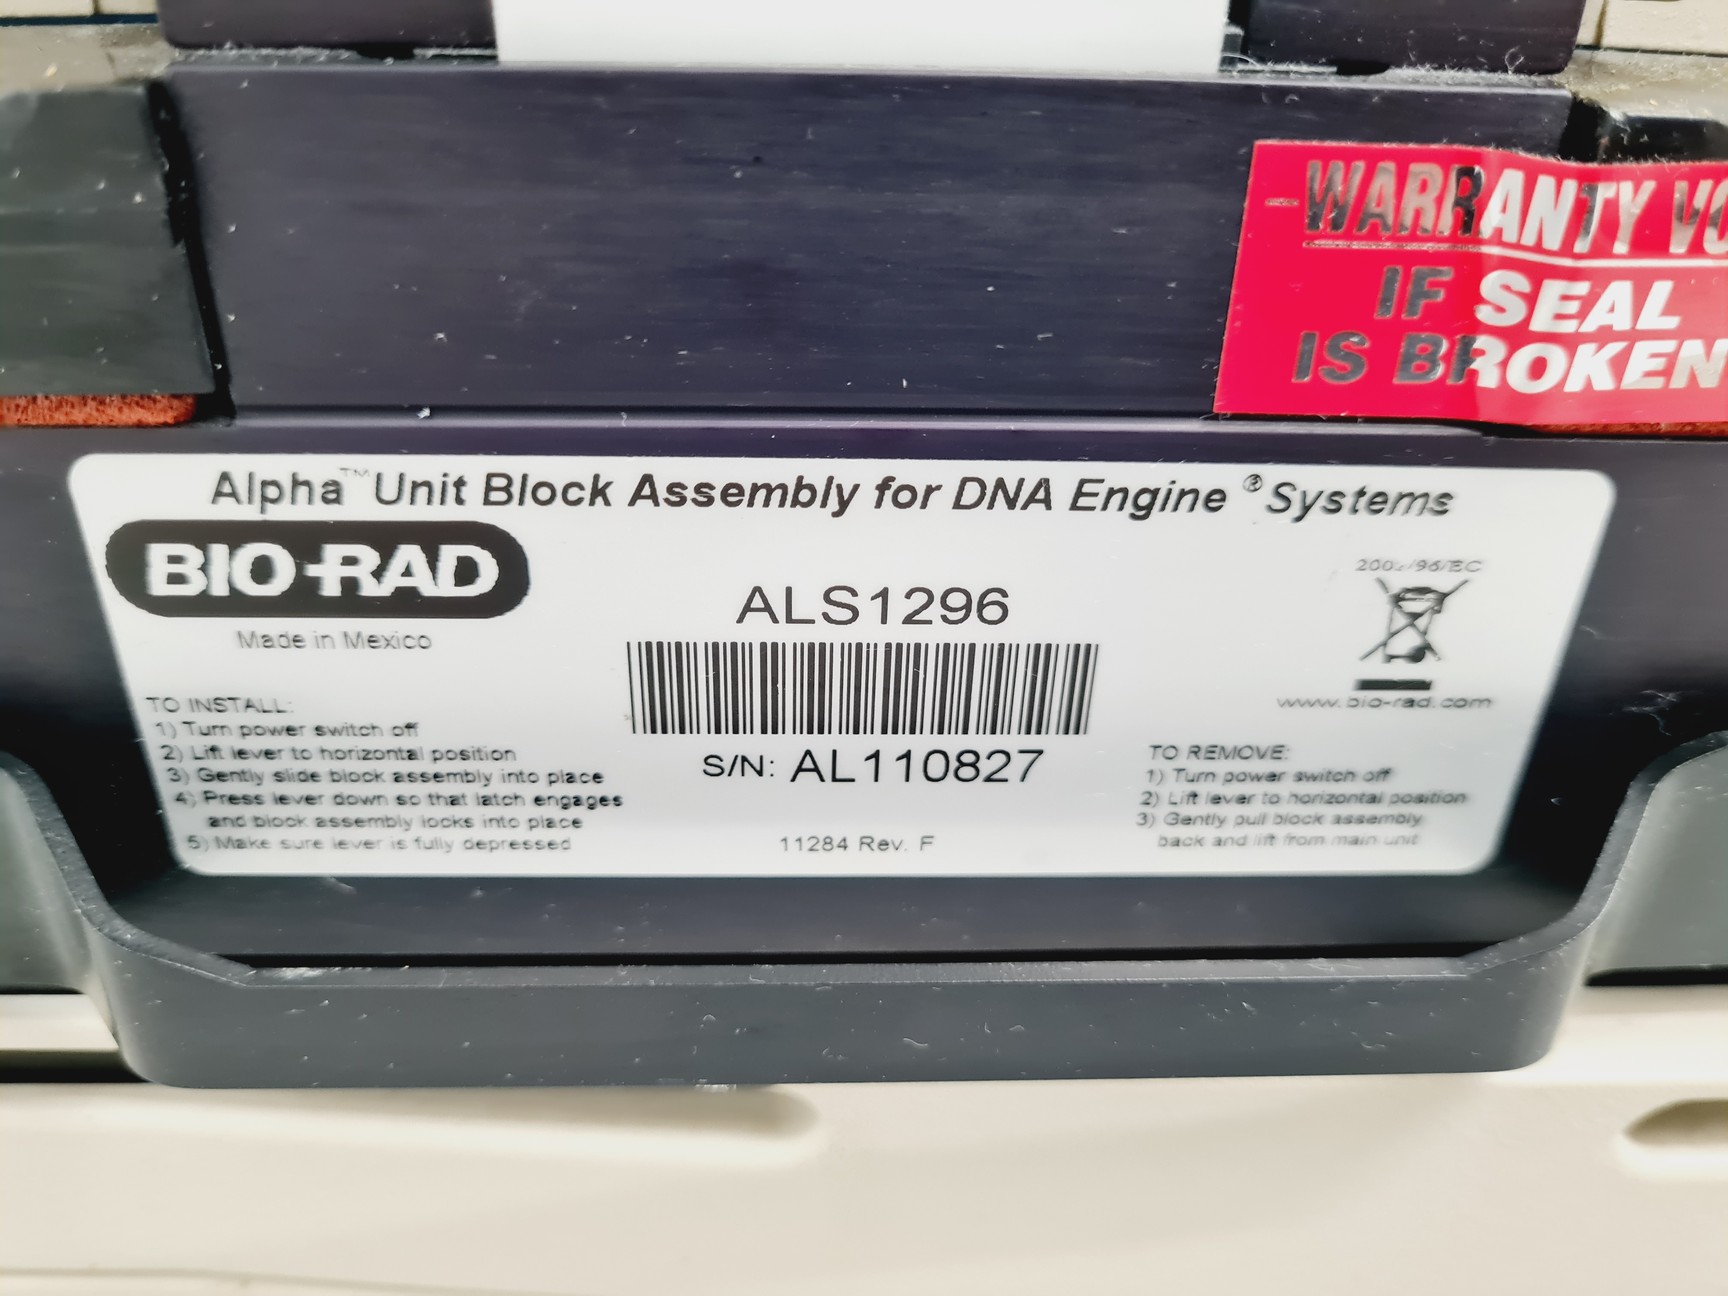 WARRANTY
IF SEAL
IS BROKEN
Alpha™ Unit Block Assembly for DNA Engine® Systems
BIO-RAD
Made in Mexico
ALS1296
S/N: AL110827
11284 Rev. F
TO INSTALL:
1) Turn power switch off
2) Lift lever to horizontal position
3) Gently slide block assembly into place
4) Press lever down so that latch engages
and block assembly locks into place
5) Make sure lever is fully depressed
www.bio-rad.com
TO REMOVE:
1) Turn power switch off
2) Lift lever to horizontal position
3) Gently pull block assembly
back and lift from main unit